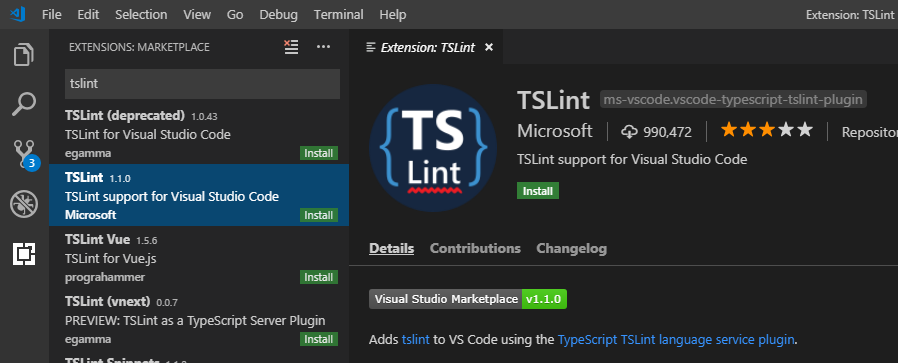 File Edit Selection View Go Debug Terminal Help
Extension: TSLint
EXTENSIONS: MARKETPLACE
tslint
TSLint (deprecated) 1.0.43
TSLint for Visual Studio Code
egamma Install
TSLint 1.1.0
TSLint support for Visual Studio Code
Microsoft Install
TSLint Vue 1.5.6
TSLint for Vue.js
prograhammer Install
TSLint (vnext) 0.0.7
PREVIEW: TSLint as a TypeScript Server Plugin
egamma Install
3
Extension: TSLint
{TS}
Lint
TSLint ms-vscode.vscode-typescript-tslint-plugin
Microsoft 990,472 Repositor
TSLint support for Visual Studio Code
Install
Details Contributions Changelog
Visual Studio Marketplace v1.1.0
Adds tslint to VS Code using the TypeScript TSLint language service plugin.